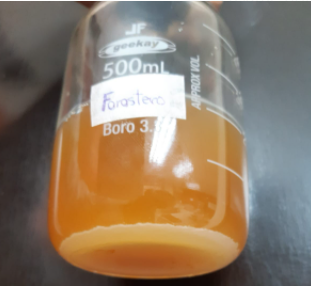 JF
geekay
500mL
Forastero
APPROX VOL.
Boro 3.3